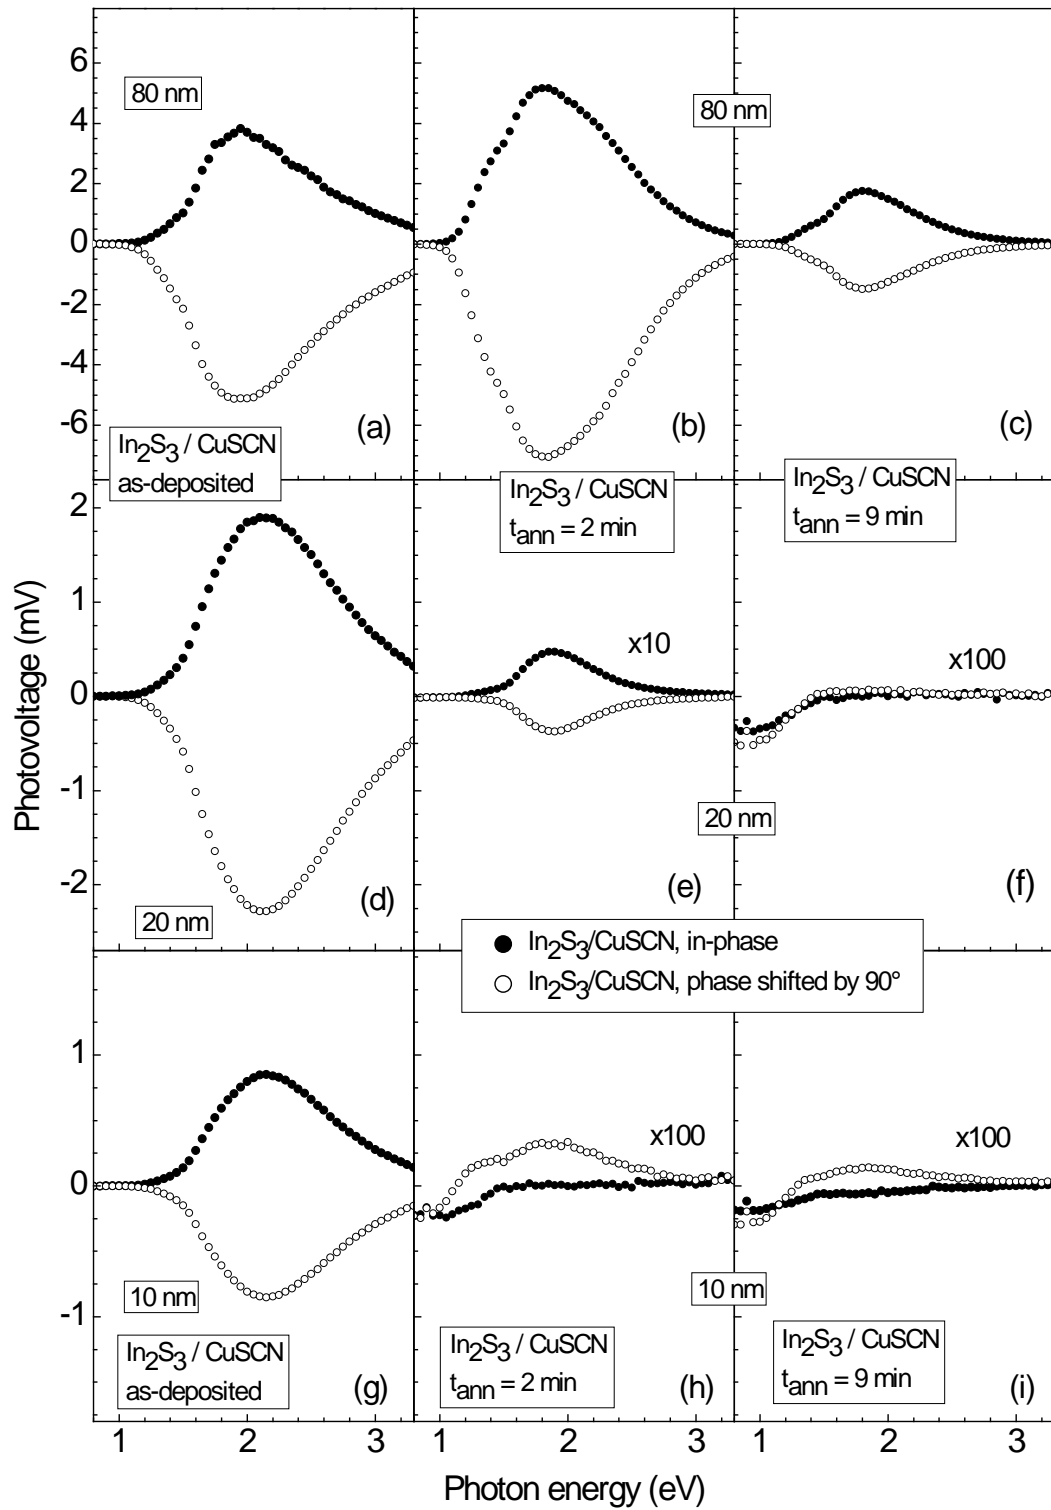 6
4
2
0
-2
-4
-6
80 nm
80 nm
(a)
(b)
(c)
In2S3 / CuSCN
as-deposited
In2S3 / CuSCN
tann = 2 min
In2S3 / CuSCN
tann = 9 min
Photovoltage (mV)
2
1
0
-1
-2
x10
x100
20 nm
20 nm
(d)
(e)
(f)
In2S3/CuSCN, in-phase
In2S3/CuSCN, phase shifted by 90°
1
0
-1
x100
x100
10 nm
10 nm
In2S3 / CuSCN
as-deposited
In2S3 / CuSCN
tann = 2 min
In2S3 / CuSCN
tann = 9 min
(g)
(h)
(i)
1 2 3 2 3 2 3
Photon energy (eV)